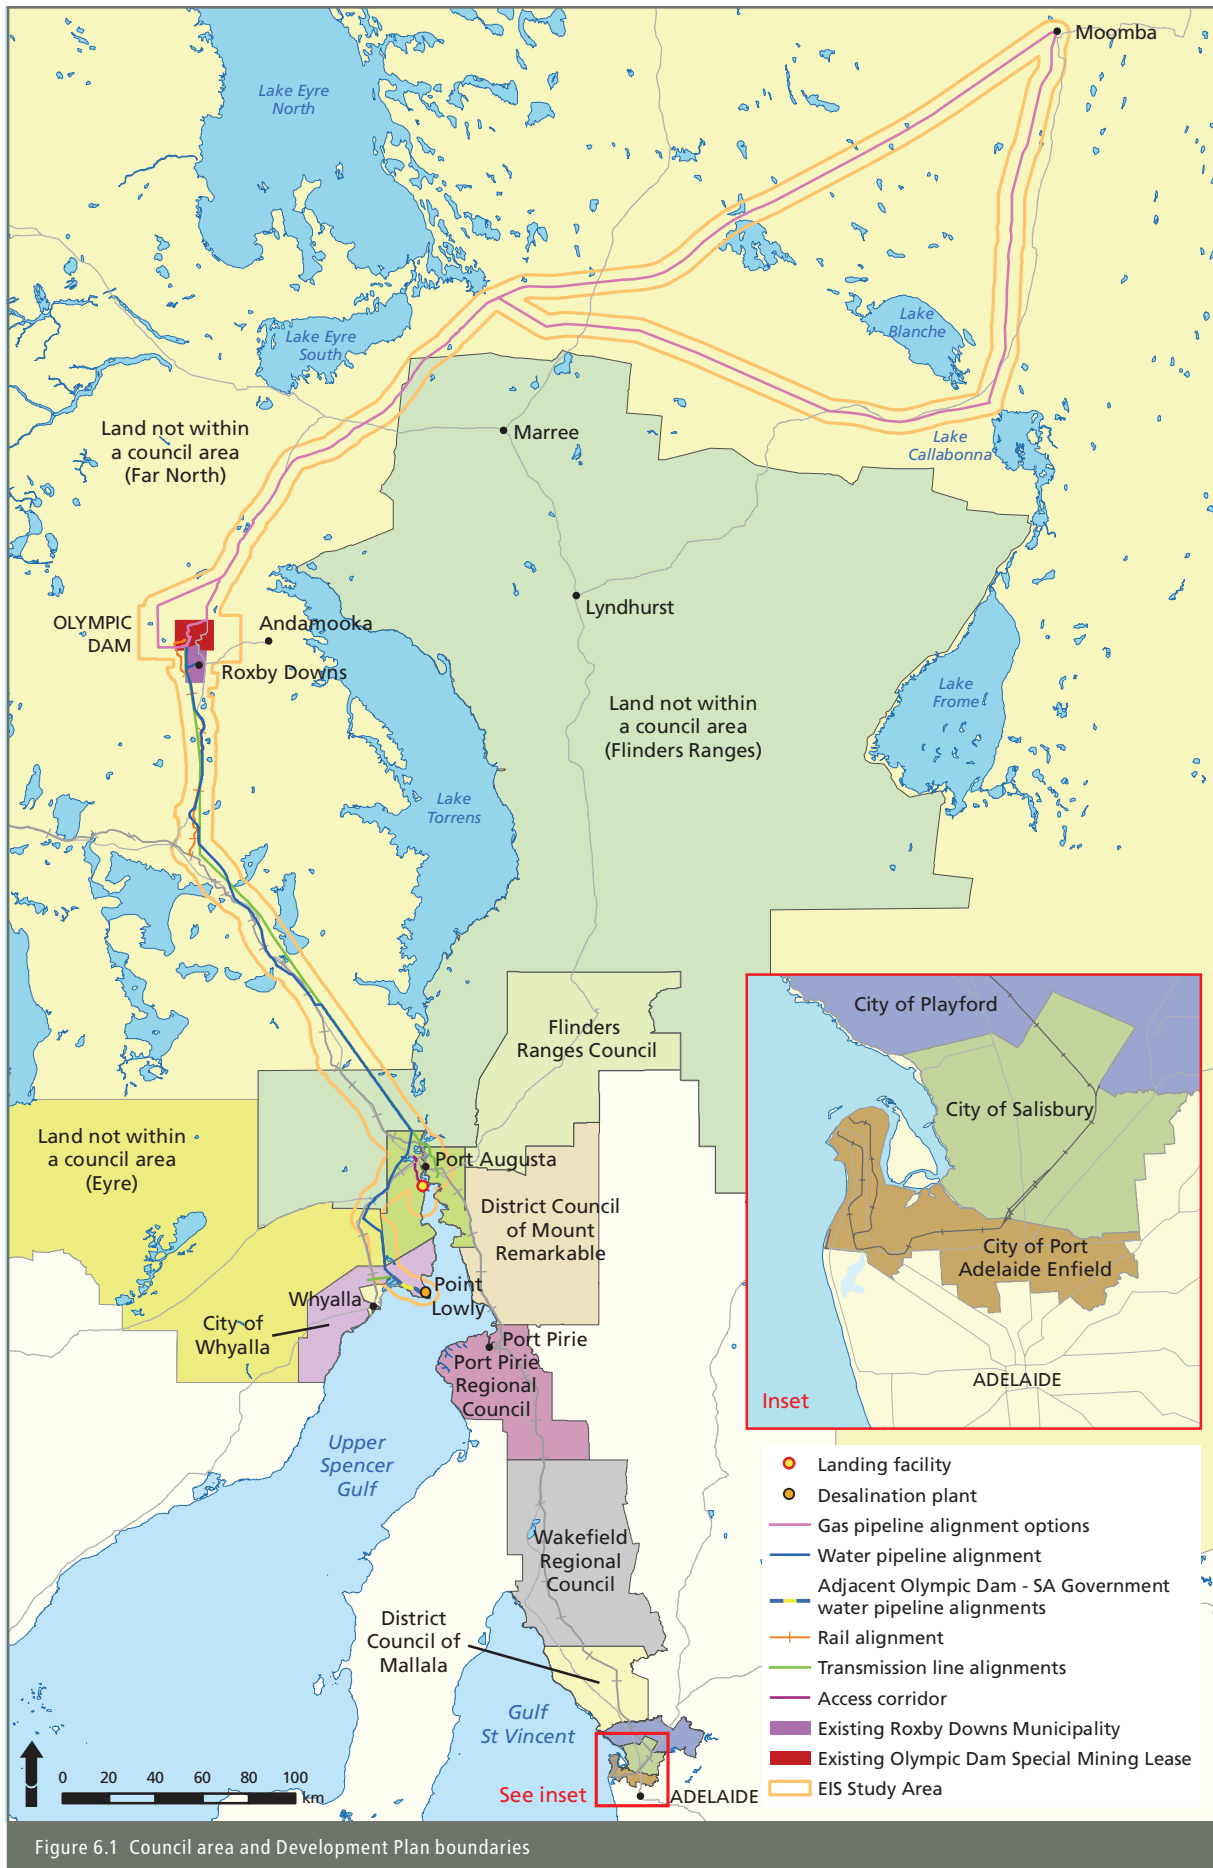 Moomba
Lake Eyre
North
Lake Eyre
South
Lake
Blanche
Land not within
a council area
(Far North)
Marree
Lake
Callabonna
Lyndhurst
OLYMPIC
DAM
Andamooka
Roxby Downs
Land not within
a council area
(Flinders Ranges)
Lake
Frome
Lake
Torrens
Flinders
Ranges Council
Land not within
a council area
(Eyre)
Port Augusta
District Council
of Mount
Remarkable
Whyalla
Point
Lowly
City of
Whyalla
Port Pirie
Port Pirie
Regional
Council
Upper
Spencer
Gulf
Wakefield
Regional
Council
District
Council of
Mallala
Gulf
St Vincent
See inset
ADELAIDE
City of Playford
City of Salisbury
City of Port
Adelaide Enfield
ADELAIDE
Inset
Landing facility
Desalination plant
Gas pipeline alignment options
Water pipeline alignment
Adjacent Olympic Dam - SA Government
water pipeline alignments
Rail alignment
Transmission line alignments
Access corridor
Existing Roxby Downs Municipality
Existing Olympic Dam Special Mining Lease
EIS Study Area
0 20 40 60 80 100
km
Figure 6.1 Council area and Development Plan boundaries